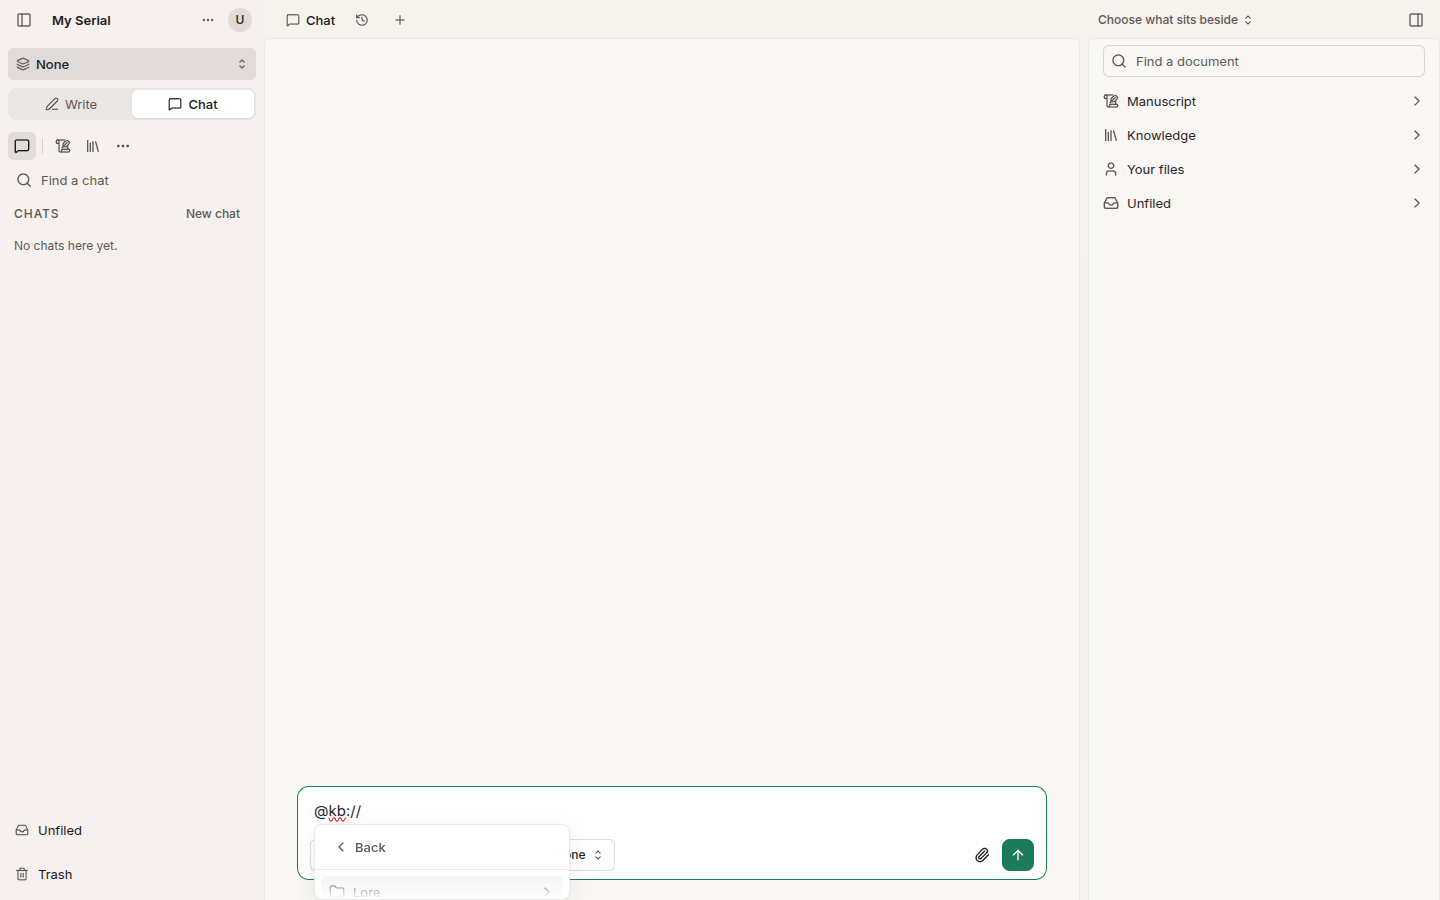 My Serial
U
None
Write
Chat
Find a chat
CHATS
New chat
No chats here yet.
Unfiled
Trash
Chat
@kb://
Back
Lore
Choose what sits beside
Find a document
Manuscript
Knowledge
Your files
Unfiled